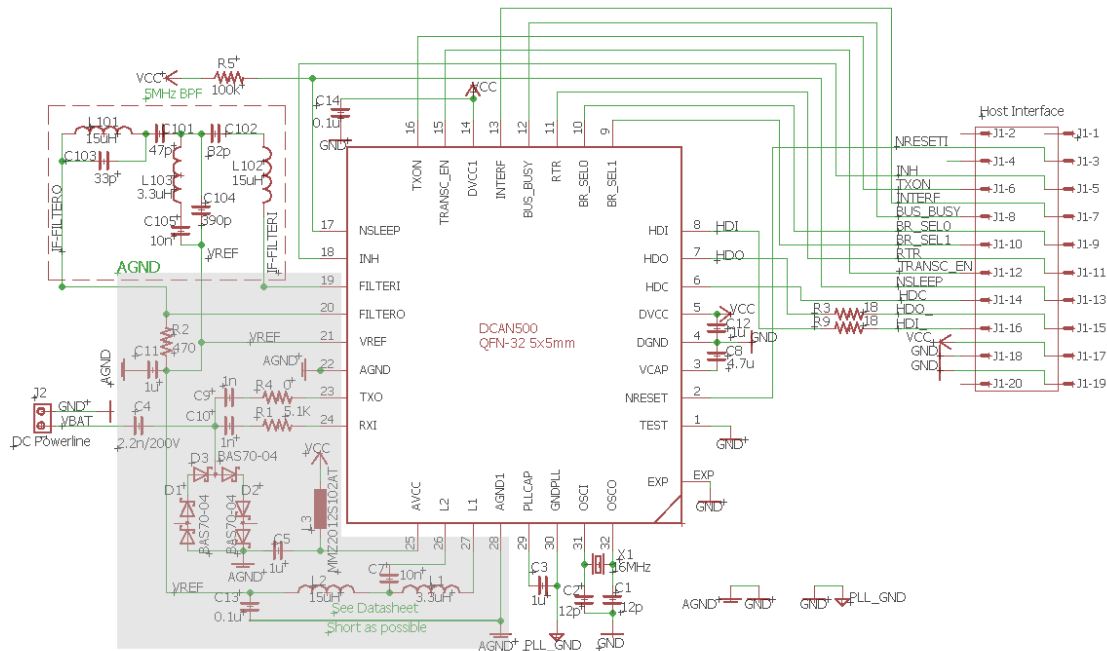 R5
VCC
100k
5MHz BPF
C14
0.1u
GND
VCC
16
15
14
13
12
11
10
9
TXON
TRANSC_EN
DVCC1
INTERF
BUS_BUSY
RTR
BR_SEL0
BR_SEL1
Host Interface
J1-2
J1-1
NRESETI
J1-4
J1-3
INH
TXON
J1-6
J1-5
INTERF
BUS_BUSY
J1-8
J1-7
BR_SEL0
BR_SEL1
J1-10
J1-9
RTR
TRANSC_EN
J1-12
J1-11
NSLEEP
HDC
J1-14
J1-13
HDO_
HDI_
J1-16
J1-15
VCC
GND
J1-18
J1-17
GND
J1-20
J1-19
L101
15uH
C101
47p
C102
82p
C103
33p
L102
15uH
L103
3.3uH
C104
390p
C105
10n
VREF
IF-FILTERO
IF-FILTERI
AGND
17
NSLEEP
18
INH
19
FILTERI
20
FILTERO
21
VREF
22
AGND
23
TXO
24
RXI
DCAN500
QFN-32 5x5mm
HDI
8
HDI
HDO
7
HDO
HDC
6
DVCC
5
VCC
DGND
4
GND
VCAP
3
NRESET
2
TEST
1
GND
EXP
EXP
GND
C12
1u
C8
4.7u
R3
18
R9
18
R2
470
VREF
AGND
C11
1u
AGND
J2
GND
VBAT
DC Powerline
C4
2.2n/200V
C9
1n
R4
0
C10
1n
R1
5.1K
BAS70-04
D3
D1
D2
BAS70-04
BAS70-04
VCC
L3
MMZ2012S102AT
C5
1u
AGND
AVCC
L2
L1
AGND1
PLLCAP
GNDPLL
OSCI
OSCO
25
26
27
28
29
30
31
32
VREF
C13
0.1u
L2
15uH
C7
10n
L1
3.3uH
See Datasheet
Short as possible
AGND
C3
1u
PLL_GND
X1
16MHz
C2
12p
C1
12p
GND
AGND
GND
GND
PLL_GND